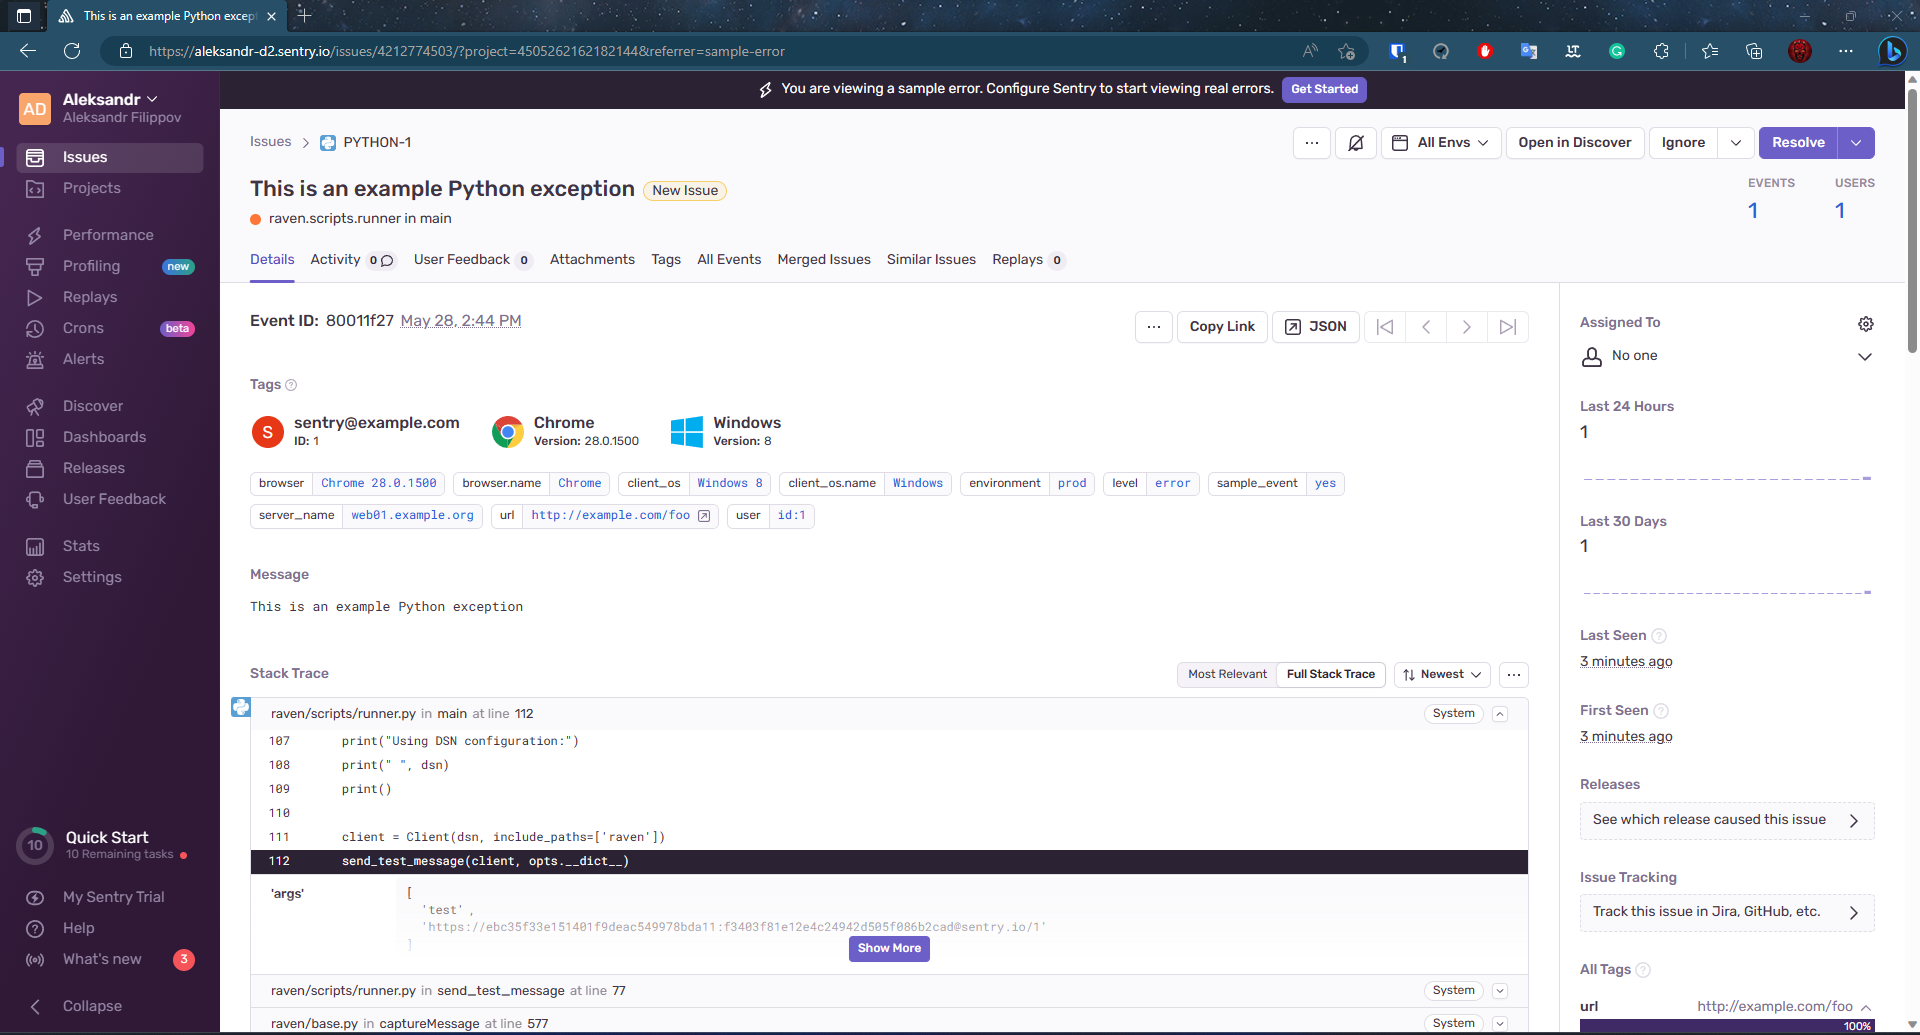 This is an example Python excep
https://aleksandr-d2.sentry.io/issues/4212774503/?project=4505262162182144&referrer=sample-error
You are viewing a sample error. Configure Sentry to start viewing real errors. Get Started
AD Aleksandr
Aleksandr Filippov
Issues
Projects
Performance
Profiling new
Replays
Crons beta
Alerts
Discover
Dashboards
Releases
User Feedback
Stats
Settings
10 Quick Start
10 Remaining tasks
My Sentry Trial
Help
What's new 3
Collapse
Issues PYTHON-1
All Envs Open in Discover Ignore Resolve
This is an example Python exception New Issue
raven.scripts.runner in main
EVENTS USERS
1 1
Details Activity 0 User Feedback 0 Attachments Tags All Events Merged Issues Similar Issues Replays 0
Event ID: 80011f27 May 28, 2:44 PM
Copy Link JSON
Tags
S sentry@example.com
ID: 1
Chrome
Version: 28.0.1500
Windows
Version: 8
browser Chrome 28.0.1500 browser.name Chrome client_os Windows 8 client_os.name Windows environment prod level error sample_event yes
server_name web01.example.org url http://example.com/foo user id:1
Message
This is an example Python exception
Stack Trace
Most Relevant Full Stack Trace Newest
raven/scripts/runner.py in main at line 112 System
107 print("Using DSN configuration:")
108 print(" ", dsn)
109 print()
110
111 client = Client(dsn, include_paths=['raven'])
112 send_test_message(client, opts.__dict__)
'args' [
'test',
'https://ebc35f33e151401f9deac549978bda11:f3403f81e12e4c24942d505f086b2cad@sentry.io/1'
]
Show More
raven/scripts/runner.py in send_test_message at line 77 System
raven/base.py in captureMessage at line 577 System
Assigned To
No one
Last 24 Hours
1
Last 30 Days
1
Last Seen
3 minutes ago
First Seen
3 minutes ago
Releases
See which release caused this issue
Issue Tracking
Track this issue in Jira, GitHub, etc.
All Tags
url http://example.com/foo
100%